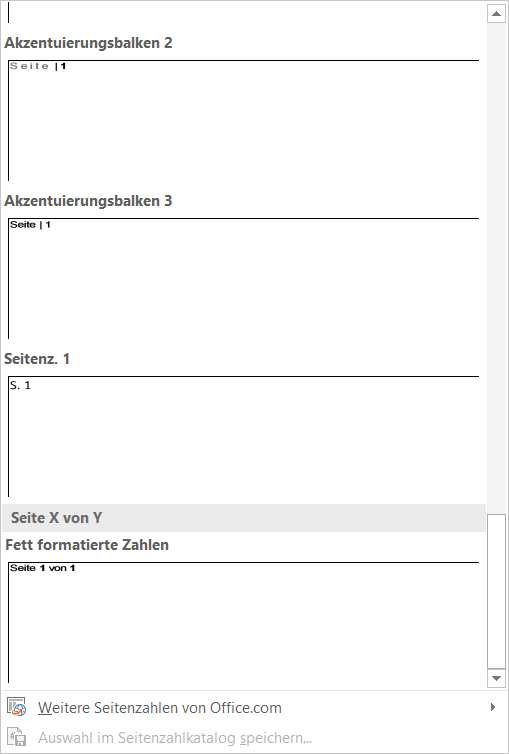 Akzentuierungsbalken 2
Seite | 1
Akzentuierungsbalken 3
Seite | 1
Seitenz. 1
S. 1
Seite X von Y
Fett formatierte Zahlen
Seite 1 von 1
Weitere Seitenzahlen von Office.com
Auswahl im Seitenzahlkatalog speichern...